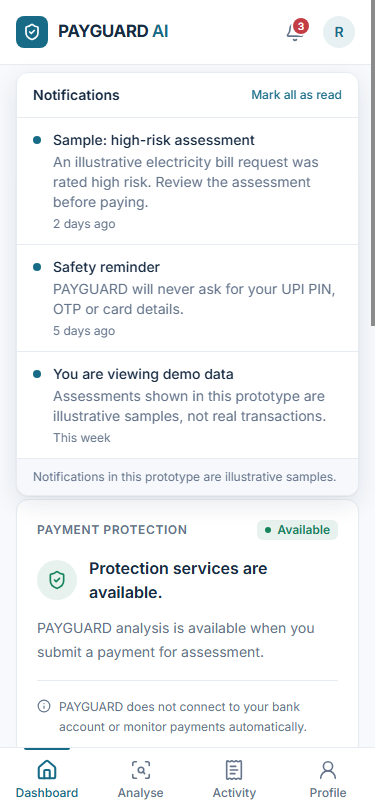 PAYGUARD AI
3
R
Notifications
Mark all as read
Sample: high-risk assessment
An illustrative electricity bill request was
rated high risk. Review the assessment
before paying.
2 days ago
Safety reminder
PAYGUARD will never ask for your UPI PIN,
OTP or card details.
5 days ago
You are viewing demo data
Assessments shown in this prototype are
illustrative samples, not real transactions.
This week
Notifications in this prototype are illustrative samples.
PAYMENT PROTECTION
Available
Protection services are
available.
PAYGUARD analysis is available when you
submit a payment for assessment.
PAYGUARD does not connect to your bank
account or monitor payments automatically.
Dashboard
Analyse
Activity
Profile